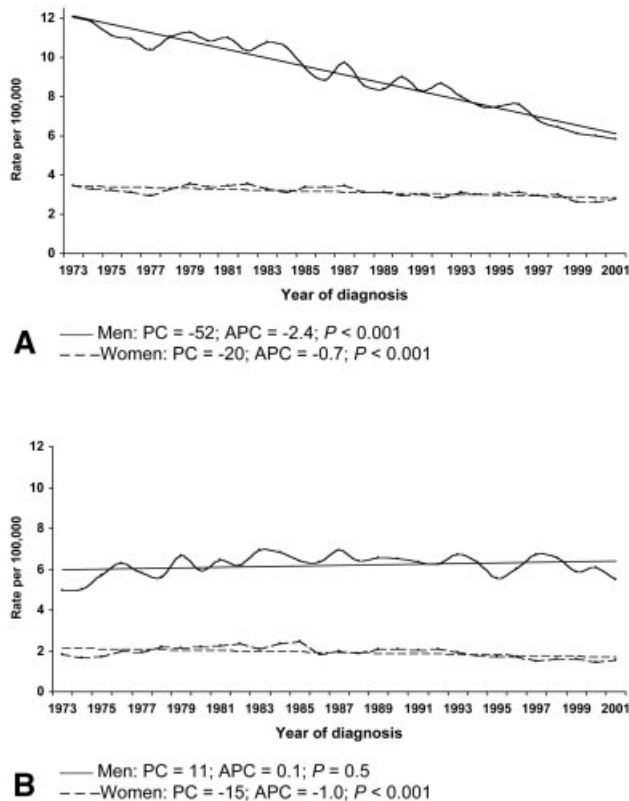 12
10
8
6
4
2
0
Rate per 100,000
1973 1975 1977 1979 1981 1983 1985 1987 1989 1991 1993 1995 1997 1999 2001
Year of diagnosis
A
Men: PC = -52; APC = -2.4; P < 0.001
Women: PC = -20; APC = -0.7; P < 0.001
12
10
8
6
4
2
0
Rate per 100,000
1973 1975 1977 1979 1981 1983 1985 1987 1989 1991 1993 1995 1997 1999 2001
Year of diagnosis
B
Men: PC = 11; APC = 0.1; P = 0.5
Women: PC = -15; APC = -1.0; P < 0.001